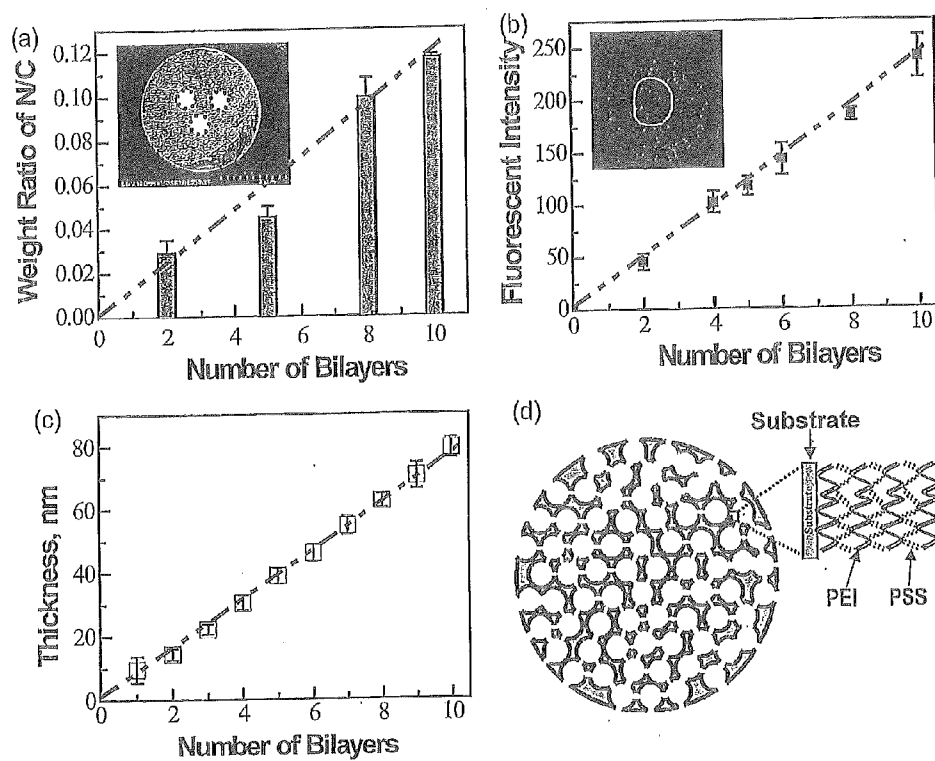 (a)
Weight Ratio of N/C
0.12
0.10
0.08
0.06
0.04
0.02
0.00
0 2 4 6 8 10
Number of Bilayers
(b)
Fluorescent Intensity
250
200
150
100
50
0
0 2 4 6 8 10
Number of Bilayers
(c)
Thickness, nm
80
60
40
20
0
0 2 4 6 8 10
Number of Bilayers
(d)
Substrate
Substrate
PEI PSS